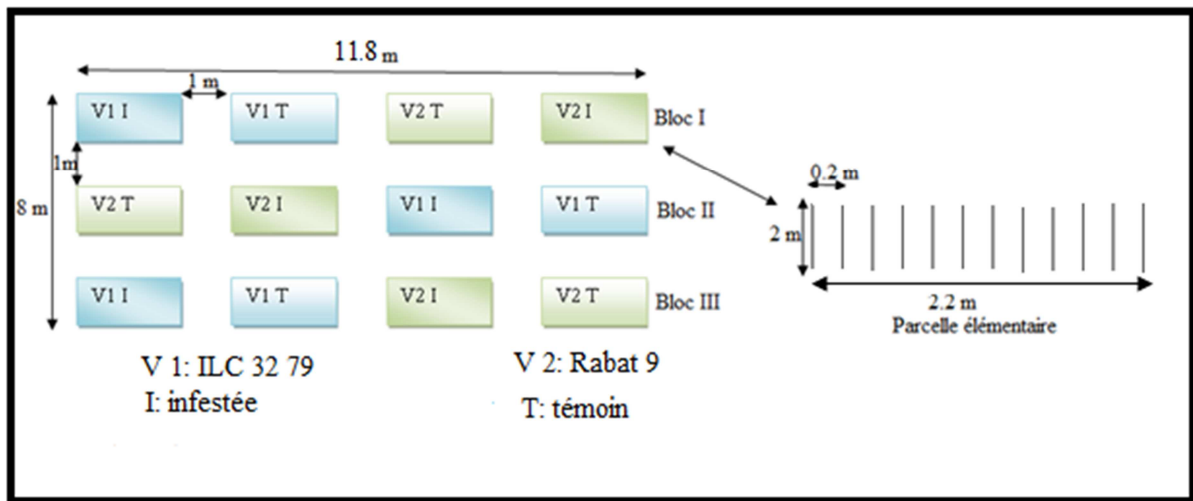 11.8 m
1 m
V1 I
V1 T
V2 T
V2 I
Bloc I
1m
8 m
V2 T
V2 I
V1 I
V1 T
Bloc II
V1 I
V1 T
V2 I
V2 T
Bloc III
0.2 m
2 m
2.2 m
Parcelle élémentaire
V 1: ILC 32 79
V 2: Rabat 9
I: infestée
T: témoin